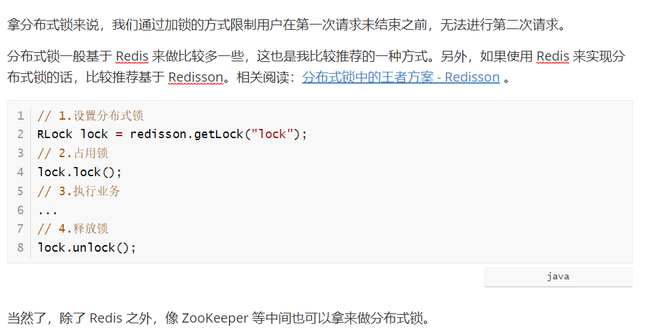 拿分布式锁来说，我们通过加锁的方式限制用户在第一次请求未结束之前，无法进行第二次请求。
分布式锁一般基于 Redis 来做比较多一些，这也是我比较推荐的一种方式。另外，如果使用 Redis 来实现分
布式锁的话，比较推荐基于 Redisson。相关阅读：分布式锁中的王者方案 - Redisson 。
1 // 1.设置分布式锁
2 RLock lock = redisson.getLock("lock");
3 // 2.占用锁
4 lock.lock();
5 // 3.执行业务
6 ...
7 // 4.释放锁
8 lock.unlock();
java
当然了，除了 Redis 之外，像 ZooKeeper 等中间也可以拿来做分布式锁。